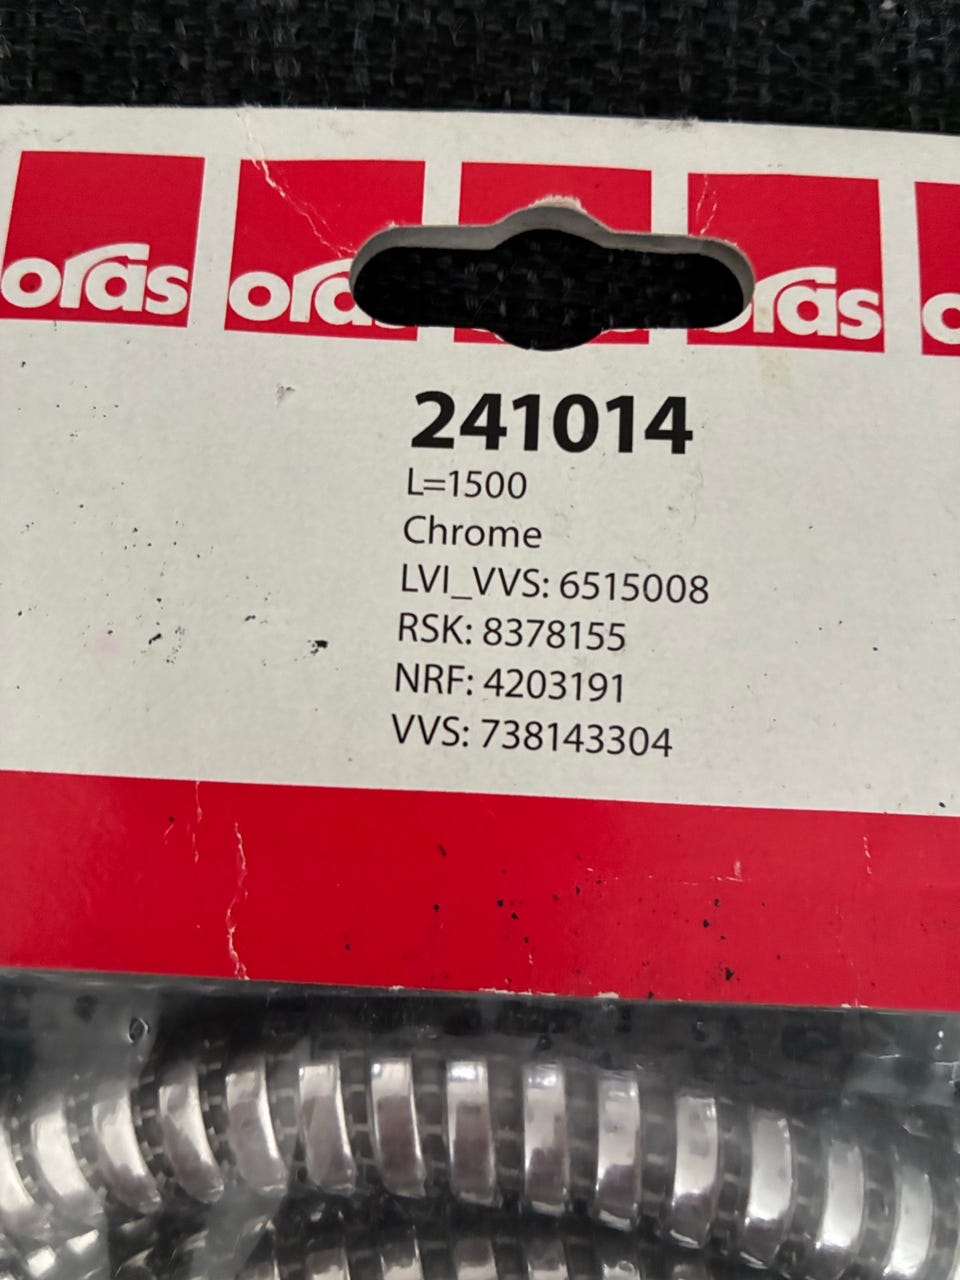 oras oras oras
241014
L=1500
Chrome
LVI_VVS: 6515008
RSK: 8378155
NRF: 4203191
VVS: 738143304